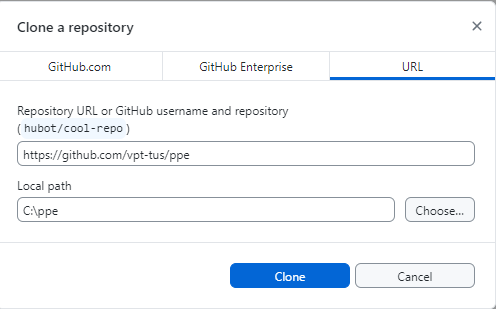 Clone a repository
GitHub.com
GitHub Enterprise
URL
Repository URL or GitHub username and repository
( hubot/cool-repo )
https://github.com/vpt-tus/ppe
Local path
C:\ppe
Choose...
Clone
Cancel